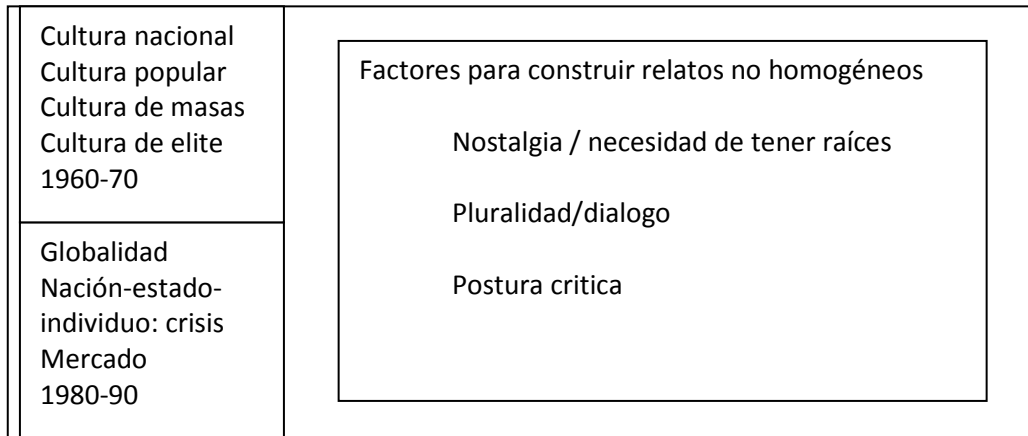 Cultura nacional
Cultura popular
Cultura de masas
Cultura de elite
1960-70
Globalidad
Nación-estado-
individuo: crisis
Mercado
1980-90
Factores para construir relatos no homogéneos
Nostalgia / necesidad de tener raíces
Pluralidad/dialogo
Postura critica